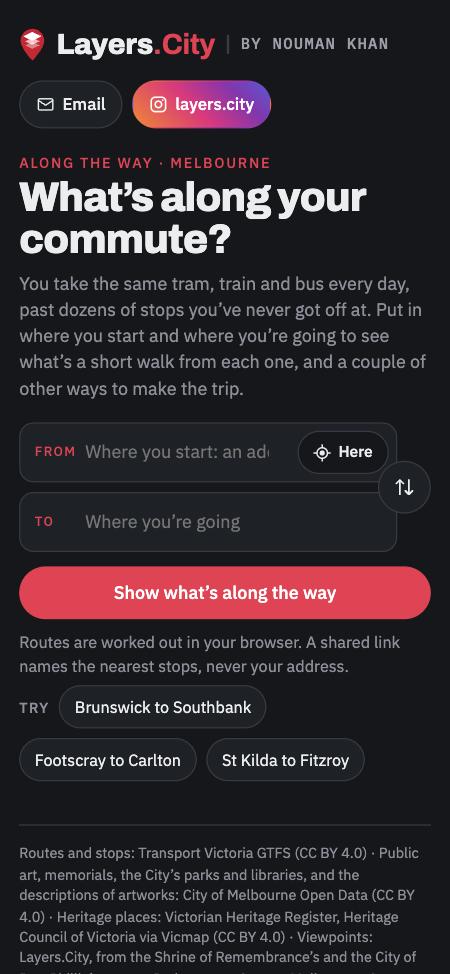 Layers.City | BY NOUMAN KHAN
Email layers.city
ALONG THE WAY · MELBOURNE
What’s along your
commute?
You take the same tram, train and bus every day,
past dozens of stops you’ve never got off at. Put in
where you start and where you’re going to see
what’s a short walk from each one, and a couple of
other ways to make the trip.
FROM Where you start: an ad Here
TO Where you’re going
Show what’s along the way
Routes are worked out in your browser. A shared link
names the nearest stops, never your address.
TRY Brunswick to Southbank
Footscray to Carlton St Kilda to Fitzroy
Routes and stops: Transport Victoria GTFS (CC BY 4.0) · Public
art, memorials, the City’s parks and libraries, and the
descriptions of artworks: City of Melbourne Open Data (CC BY
4.0) · Heritage places: Victorian Heritage Register, Heritage
Council of Victoria via Vicmap (CC BY 4.0) · Viewpoints:
Layers.City, from the Shrine of Remembrance’s and the City of